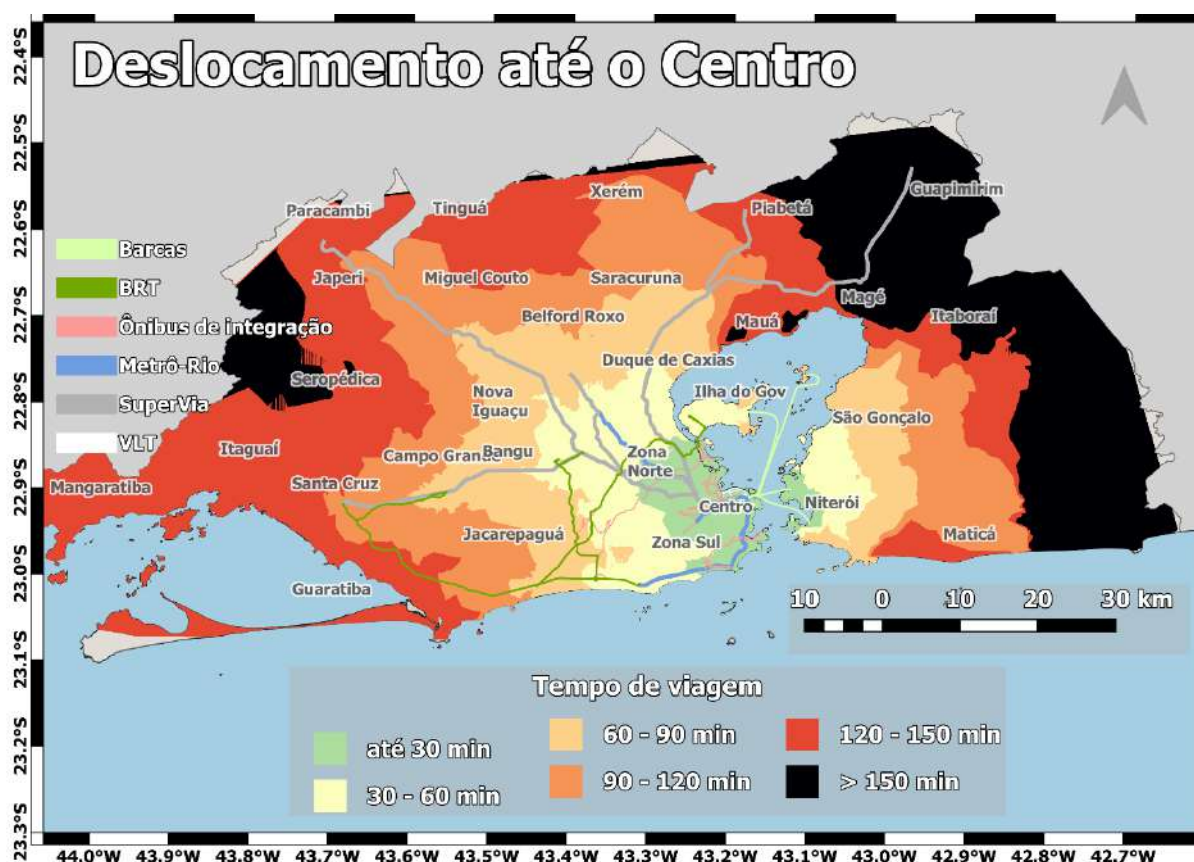 Deslocamento até o Centro
22.4°S
22.5°S
22.6°S
22.7°S
22.8°S
22.9°S
23.0°S
23.1°S
23.2°S
23.3°S
Barcas
BRT
Ônibus de integração
Metrô-Rio
SuperVia
VLT
Guapimirim
Xerém
Paracambi
Tinguá
Piabetá
Japeri
Miguel Couto
Saracuruna
Magé
Belford Roxo
Mauá
Itaboraí
Duque de Caxias
Seropédica
Nova
Iguaçu
Ilha do Gov
São Gonçalo
Itaguaí
Campo Grande
Bangu
Zona
Norte
Mangaratiba
Santa Cruz
Centro
Niterói
Jacarepaguá
Zona Sul
Maticá
Guaratiba
10 0 10 20 30 km
Tempo de viagem
até 30 min
30 - 60 min
60 - 90 min
90 - 120 min
120 - 150 min
> 150 min
44.0°W 43.9°W 43.8°W 43.7°W 43.6°W 43.5°W 43.4°W 43.3°W 43.2°W 43.1°W 43.0°W 42.9°W 42.8°W 42.7°W